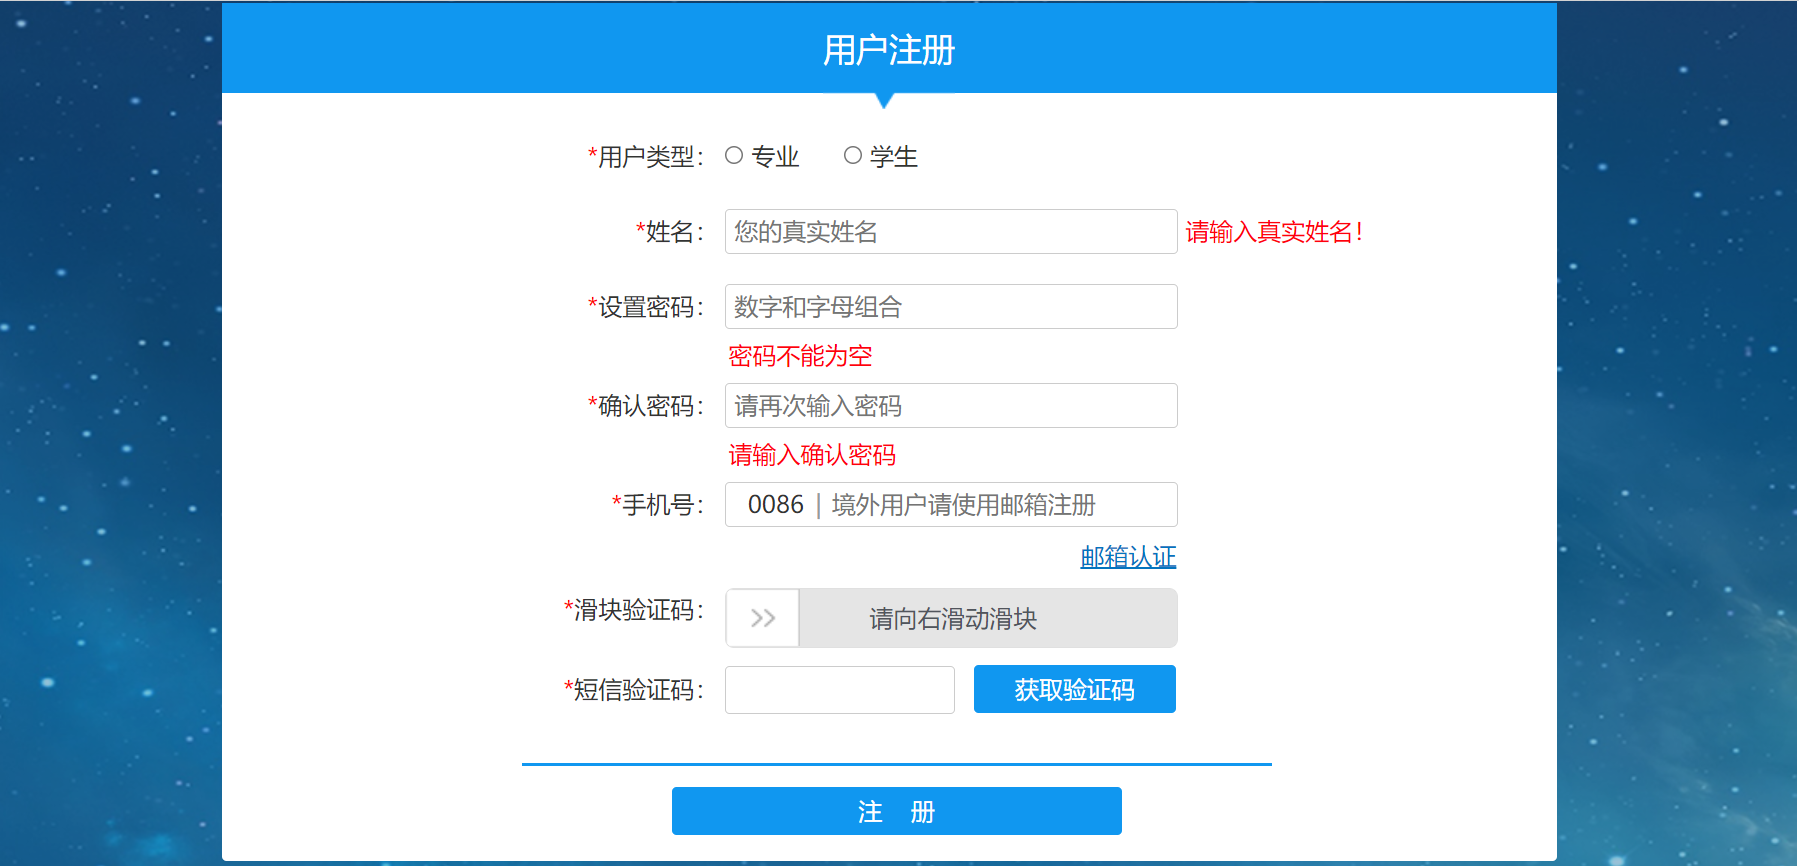 用户注册
*用户类型： 专业 学生
*姓名： 您的真实姓名 请输入真实姓名！
*设置密码： 数字和字母组合
密码不能为空
*确认密码： 请再次输入密码
请输入确认密码
*手机号： 0086 | 境外用户请使用邮箱注册
邮箱认证
*滑块验证码： 请向右滑动滑块
*短信验证码： 获取验证码
注 册